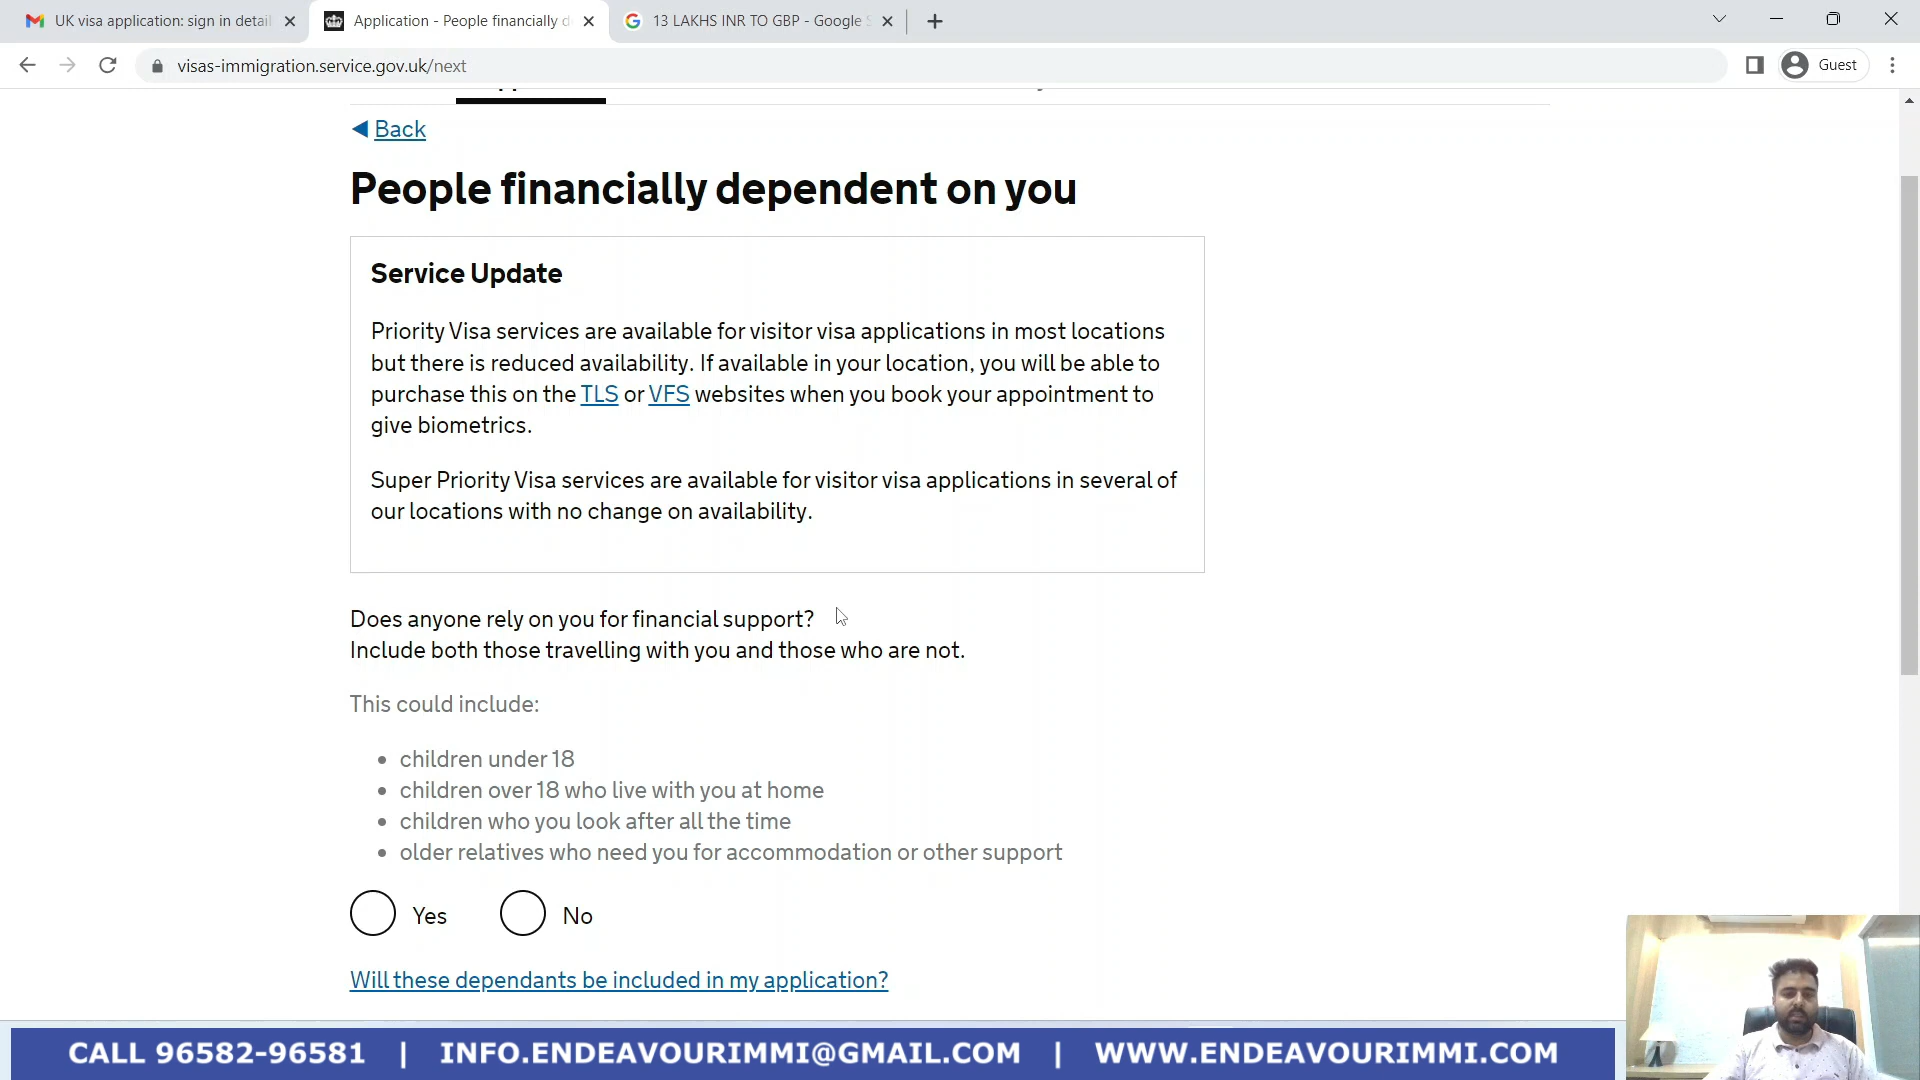 UK visa application: sign in detail
Application - People financially d
13 LAKHS INR TO GBP - Google S
visas-immigration.service.gov.uk/next
Guest
Back
People financially dependent on you
Service Update
Priority Visa services are available for visitor visa applications in most locations
but there is reduced availability. If available in your location, you will be able to
purchase this on the TLS or VFS websites when you book your appointment to
give biometrics.
Super Priority Visa services are available for visitor visa applications in several of
our locations with no change on availability.
Does anyone rely on you for financial support?
Include both those travelling with you and those who are not.
This could include:
• children under 18
• children over 18 who live with you at home
• children who you look after all the time
• older relatives who need you for accommodation or other support
Yes
No
Will these dependants be included in my application?
CALL 96582-96581 | INFO.ENDEAVOURIMMI@GMAIL.COM | WWW.ENDEAVOURIMMI.COM